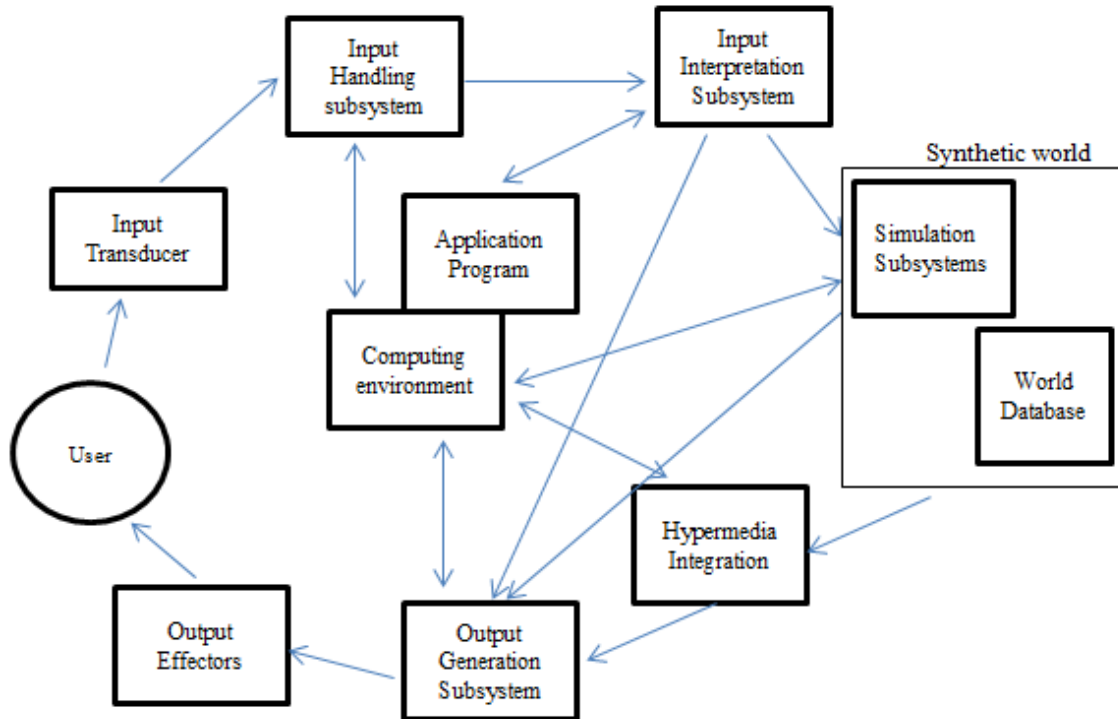 Input
Handling
subsystem
Input
Interpretation
Subsystem
Synthetic world
Input
Transducer
Application
Program
Simulation
Subsystems
Computing
environment
World
Database
User
Hypermedia
Integration
Output
Effectors
Output
Generation
Subsystem